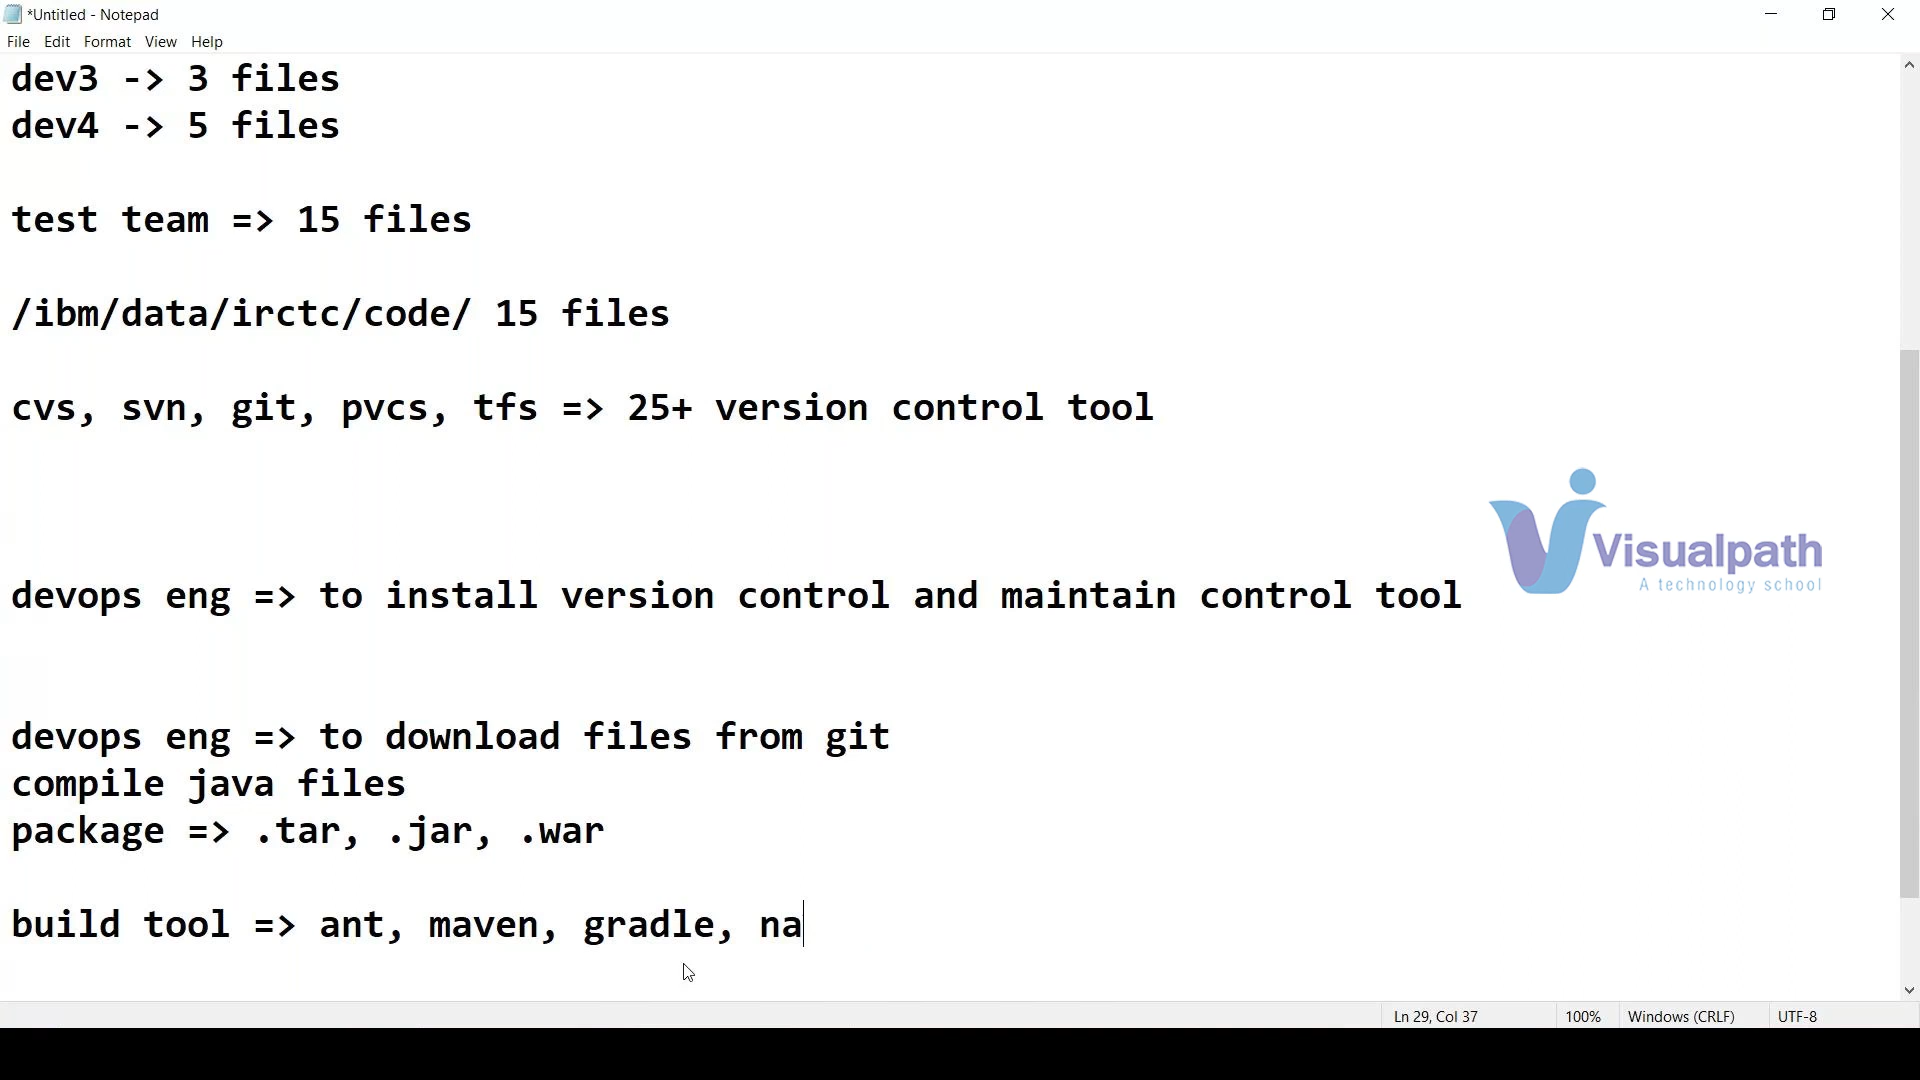 *Untitled - Notepad
File Edit Format View Help
dev3 -> 3 files
dev4 -> 5 files
test team => 15 files
/ibm/data/irctc/code/ 15 files
cvs, svn, git, pvcs, tfs => 25+ version control tool
Visualpath
A technology school
devops eng => to install version control and maintain control tool
devops eng => to download files from git
compile java files
package => .tar, .jar, .war
build tool => ant, maven, gradle, na
Ln 29, Col 37 100% Windows (CRLF) UTF-8